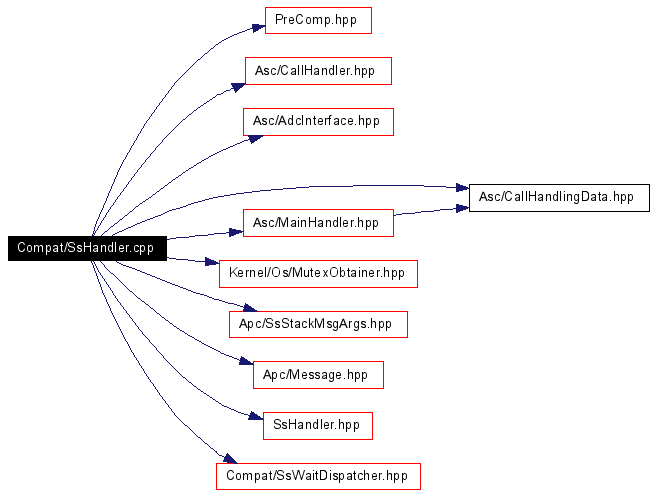 PreComp.hpp
Asc/CallHandler.hpp
Asc/AdcInterface.hpp
Asc/CallHandlingData.hpp
Asc/MainHandler.hpp
Compat/SsHandler.cpp
Kernel/Os/MutexObtainer.hpp
Apc/SsStackMsgArgs.hpp
Apc/Message.hpp
SsHandler.hpp
Compat/SsWaitDispatcher.hpp